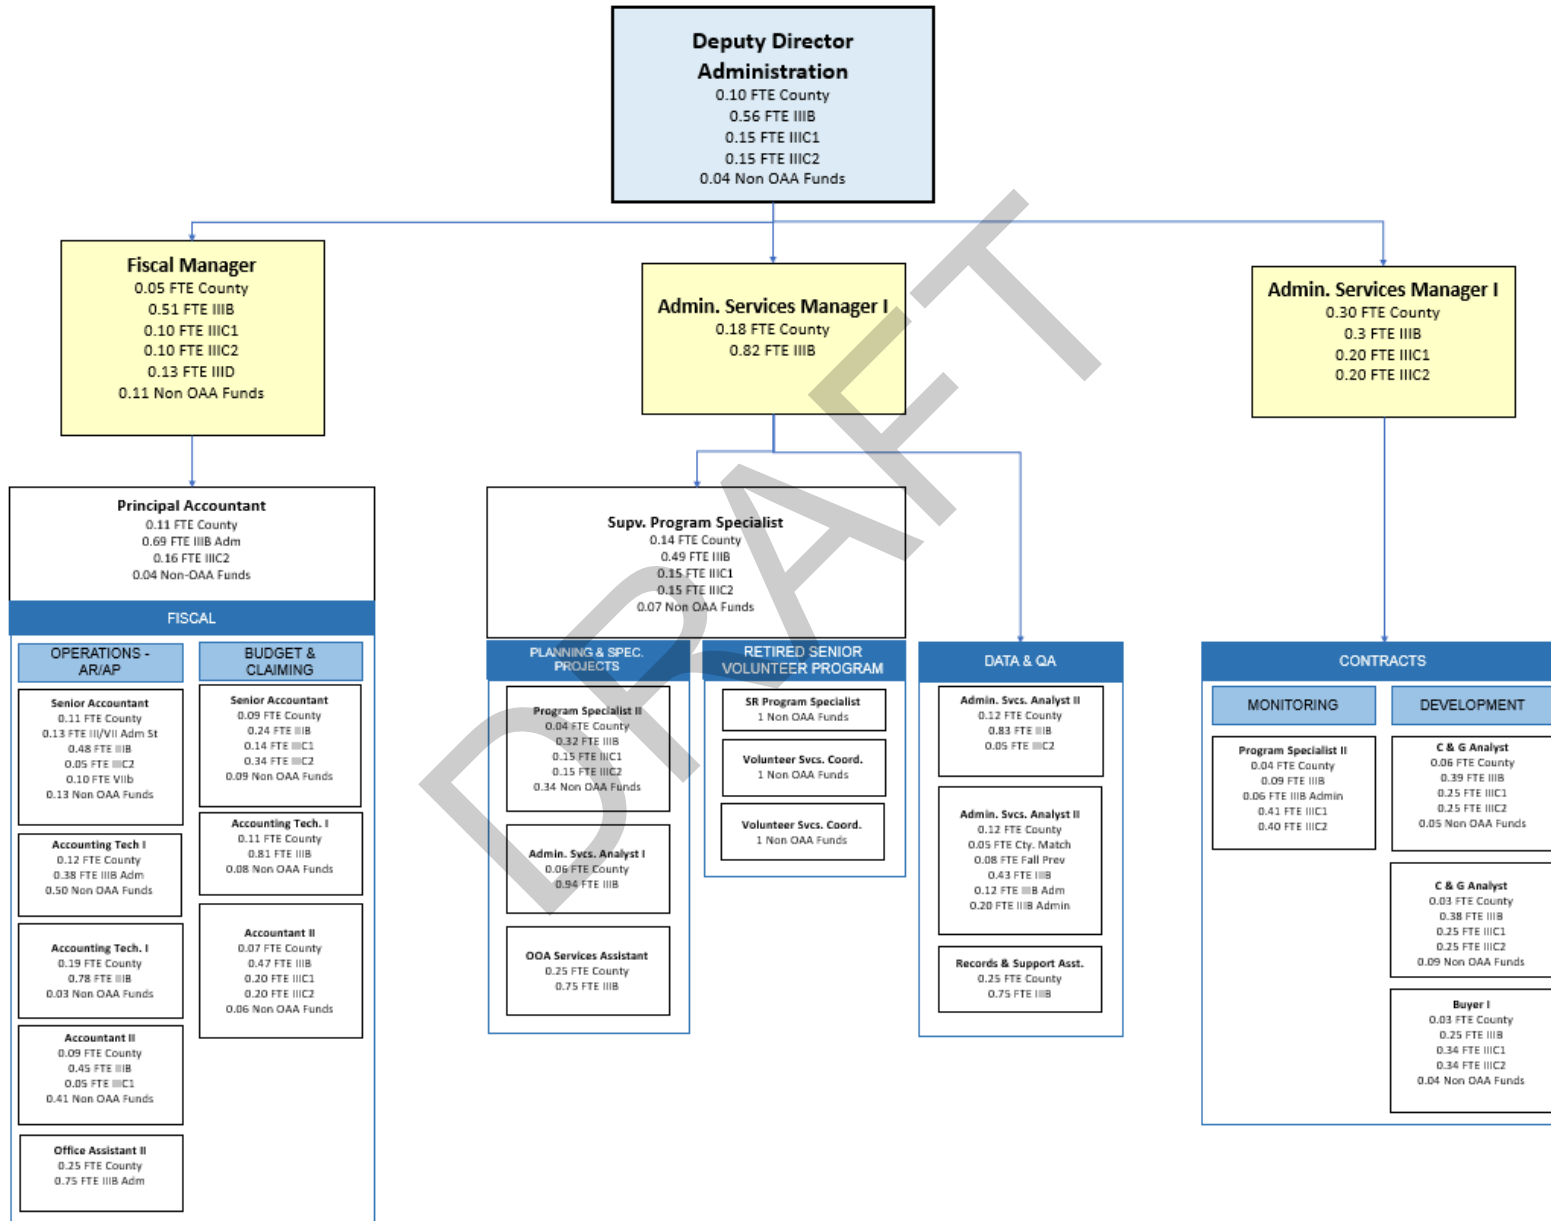 Deputy Director
Administration
0.10 FTE County
0.56 FTE IIIB
0.15 FTE IIIC1
0.15 FTE IIIC2
0.04 Non OAA Funds
Fiscal Manager
0.05 FTE County
0.51 FTE IIIB
0.10 FTE IIIC1
0.10 FTE IIIC2
0.13 FTE IIID
0.11 Non OAA Funds
Admin. Services Manager I
0.18 FTE County
0.82 FTE IIIB
Admin. Services Manager I
0.30 FTE County
0.3 FTE IIIB
0.20 FTE IIIC1
0.20 FTE IIIC2
Principal Accountant
0.11 FTE County
0.69 FTE IIIB Adm
0.16 FTE IIIC2
0.04 Non-OAA Funds
FISCAL
OPERATIONS -
AR/AP
Senior Accountant
0.11 FTE County
0.13 FTE III/VII Adm St
0.48 FTE IIIB
0.05 FTE IIIC2
0.10 FTE VIIb
0.13 Non OAA Funds
Accounting Tech I
0.12 FTE County
0.38 FTE IIIB Adm
0.50 Non OAA Funds
Accounting Tech. I
0.19 FTE County
0.78 FTE IIIB
0.03 Non OAA Funds
Accountant II
0.09 FTE County
0.45 FTE IIIB
0.05 FTE IIIC1
0.41 Non OAA Funds
Office Assistant II
0.25 FTE County
0.75 FTE IIIB Adm
BUDGET &
CLAIMING
Senior Accountant
0.09 FTE County
0.24 FTE IIIB
0.14 FTE IIIC1
0.34 FTE IIIC2
0.09 Non OAA Funds
Accounting Tech. I
0.11 FTE County
0.81 FTE IIIB
0.08 Non OAA Funds
Accountant II
0.07 FTE County
0.47 FTE IIIB
0.20 FTE IIIC1
0.20 FTE IIIC2
0.06 Non OAA Funds
Supv. Program Specialist
0.14 FTE County
0.49 FTE IIIB
0.15 FTE IIIC1
0.15 FTE IIIC2
0.07 Non OAA Funds
PLANNING & SPEC.
PROJECTS
Program Specialist II
0.04 FTE County
0.32 FTE IIIB
0.15 FTE IIIC1
0.15 FTE IIIC2
0.34 Non OAA Funds
Admin. Svcs. Analyst I
0.06 FTE County
0.94 FTE IIIB
OOA Services Assistant
0.25 FTE County
0.75 FTE IIIB
RETIRED SENIOR
VOLUNTEER PROGRAM
SR Program Specialist
1 Non OAA Funds
Volunteer Svcs. Coord.
1 Non OAA Funds
Volunteer Svcs. Coord.
1 Non OAA Funds
DATA & QA
Admin. Svcs. Analyst II
0.12 FTE County
0.83 FTE IIIB
0.05 FTE IIIC2
Admin. Svcs. Analyst II
0.12 FTE County
0.05 FTE Cty. Match
0.08 FTE Fall Prev
0.43 FTE IIIB
0.12 FTE IIIB Adm
0.20 FTE IIIB Admin
Records & Support Asst.
0.25 FTE County
0.75 FTE IIIB
CONTRACTS
MONITORING
Program Specialist II
0.04 FTE County
0.09 FTE IIIB
0.06 FTE IIIB Admin
0.41 FTE IIIC1
0.40 FTE IIIC2
DEVELOPMENT
C & G Analyst
0.06 FTE County
0.39 FTE IIIB
0.25 FTE IIIC1
0.25 FTE IIIC2
0.05 Non OAA Funds
C & G Analyst
0.03 FTE County
0.38 FTE IIIB
0.25 FTE IIIC1
0.25 FTE IIIC2
0.09 Non OAA Funds
Buyer I
0.03 FTE County
0.25 FTE IIIB
0.34 FTE IIIC1
0.34 FTE IIIC2
0.04 Non OAA Funds
DRAFT